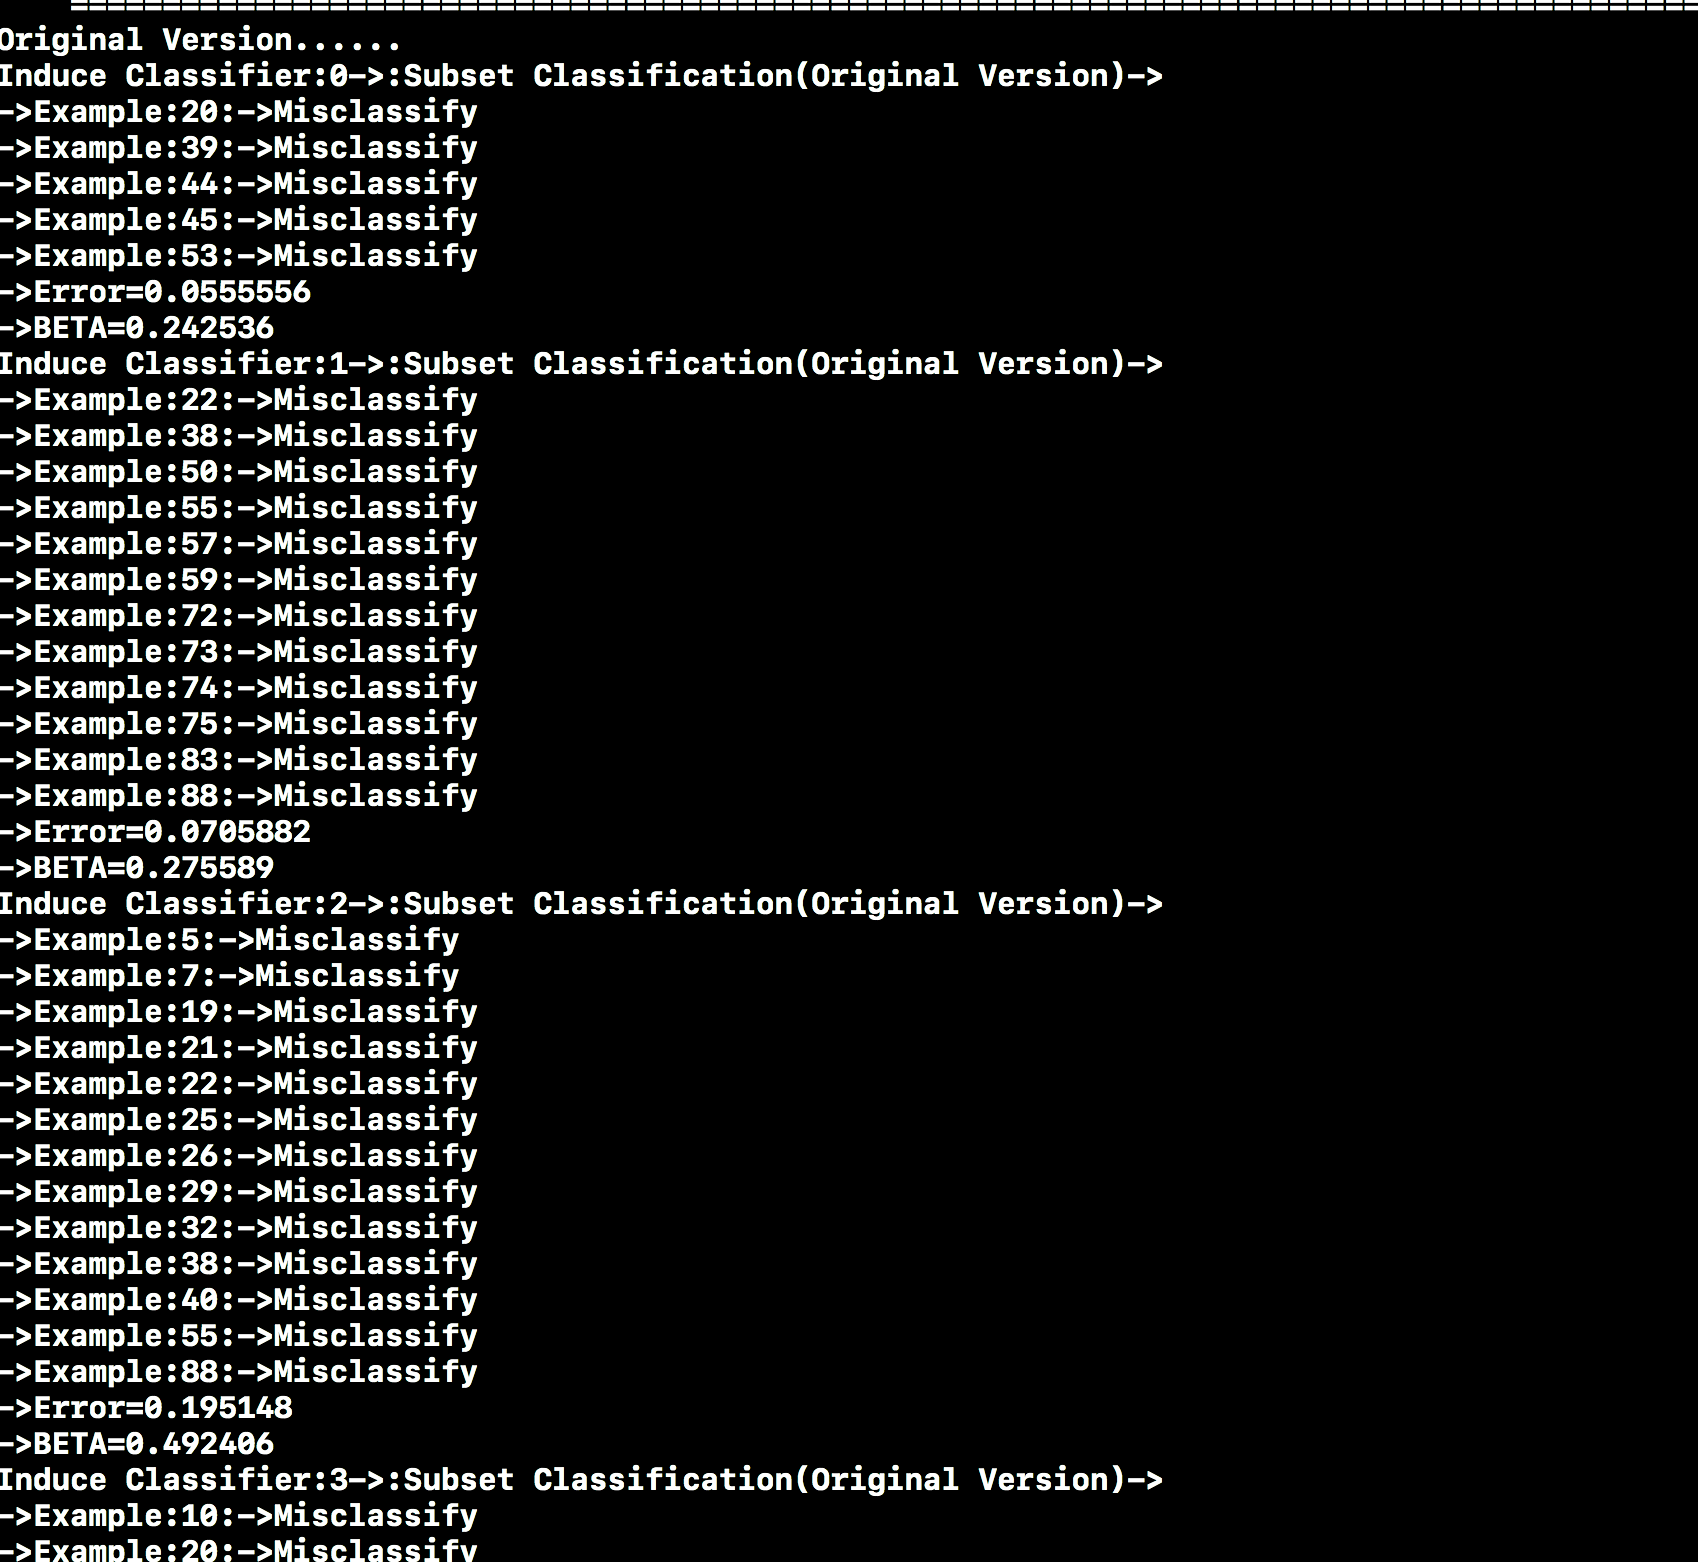 Original Version......
Induce Classifier:0->:Subset Classification(Original Version)->
->Example:20:->Misclassify
->Example:39:->Misclassify
->Example:44:->Misclassify
->Example:45:->Misclassify
->Example:53:->Misclassify
->Error=0.0555556
->BETA=0.242536
Induce Classifier:1->:Subset Classification(Original Version)->
->Example:22:->Misclassify
->Example:38:->Misclassify
->Example:50:->Misclassify
->Example:55:->Misclassify
->Example:57:->Misclassify
->Example:59:->Misclassify
->Example:72:->Misclassify
->Example:73:->Misclassify
->Example:74:->Misclassify
->Example:75:->Misclassify
->Example:83:->Misclassify
->Example:88:->Misclassify
->Error=0.0705882
->BETA=0.275589
Induce Classifier:2->:Subset Classification(Original Version)->
->Example:5:->Misclassify
->Example:7:->Misclassify
->Example:19:->Misclassify
->Example:21:->Misclassify
->Example:22:->Misclassify
->Example:25:->Misclassify
->Example:26:->Misclassify
->Example:29:->Misclassify
->Example:32:->Misclassify
->Example:38:->Misclassify
->Example:40:->Misclassify
->Example:55:->Misclassify
->Example:88:->Misclassify
->Error=0.195148
->BETA=0.492406
Induce Classifier:3->:Subset Classification(Original Version)->
->Example:10:->Misclassify
->Example:20:->Misclassify